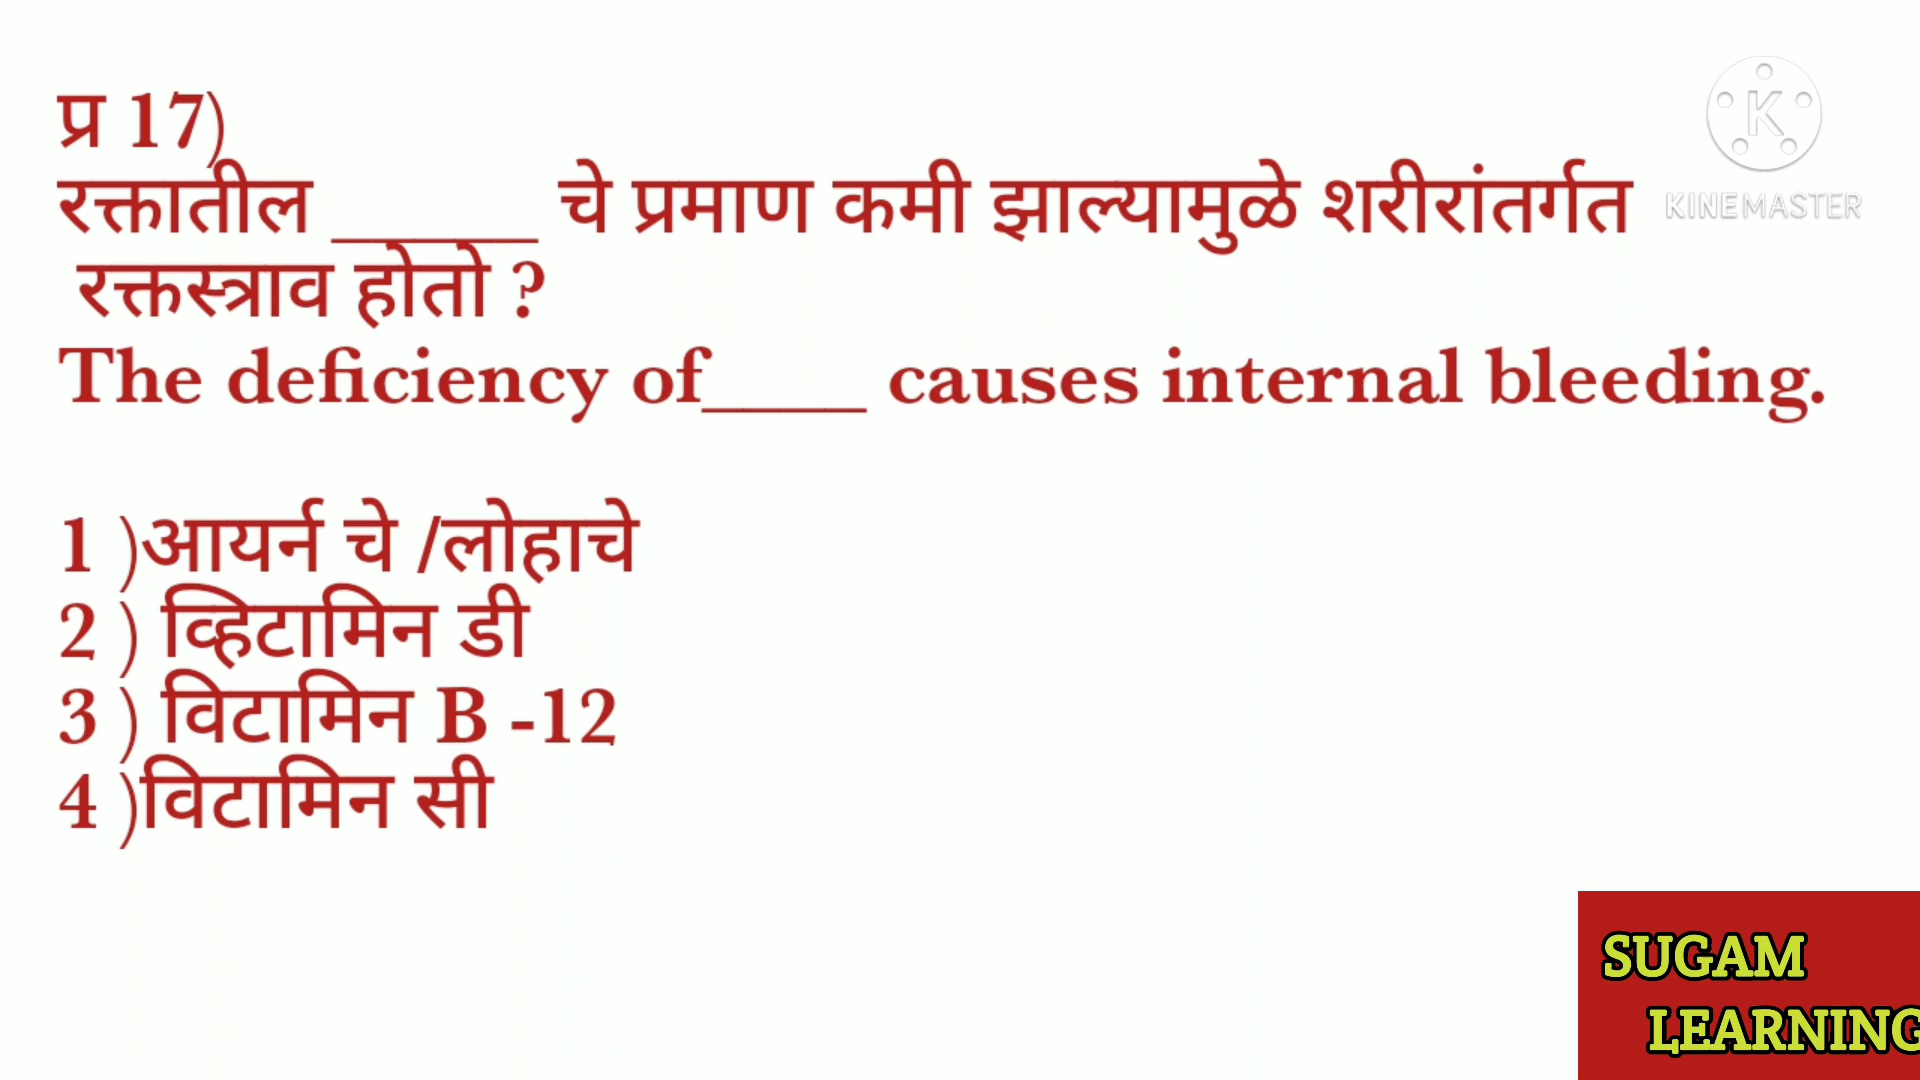 प्र 17)
रक्तातील _____ चे प्रमाण कमी झाल्यामुळे शरीरांतर्गत
रक्तस्त्राव होतो ?
The deficiency of____ causes internal bleeding.
1 )आयर्न चे /लोहाचे
2 ) व्हिटामिन डी
3 ) विटामिन B -12
4 )विटामिन सी
K
KINEMASTER
SUGAM
LEARNING